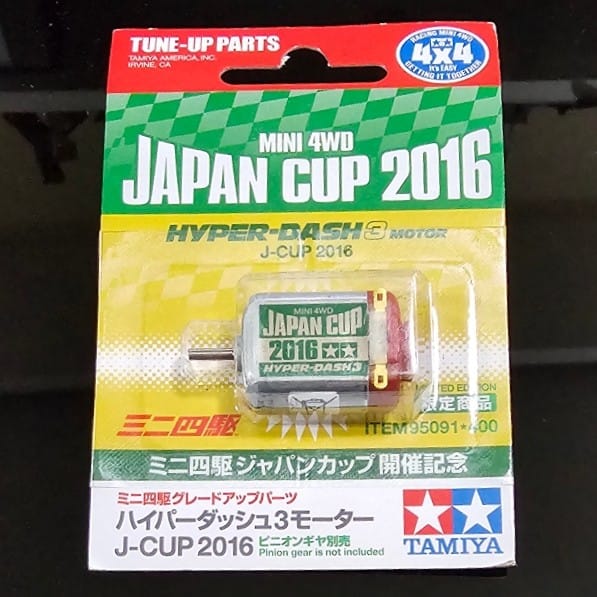 TUNE-UP PARTS
TAMIYA AMERICA, INC.
IRVINE, CA
RACING MINI 4WD
4x4
It's EASY
GETTING IT TOGETHER
MINI 4WD
JAPAN CUP 2016
HYPER-DASH3 MOTOR
J-CUP 2016
MINI 4WD
JAPAN CUP
2016
HYPER-DASH3
LIMITED EDITION
限定商品
ITEM95091*400
ミニ四駆
ミニ四駆ジャパンカップ開催記念
ミニ四駆グレードアップパーツ
ハイパーダッシュ3モーター
J-CUP 2016 ピニオンギヤ別売
Pinion gear is not included
TAMIYA